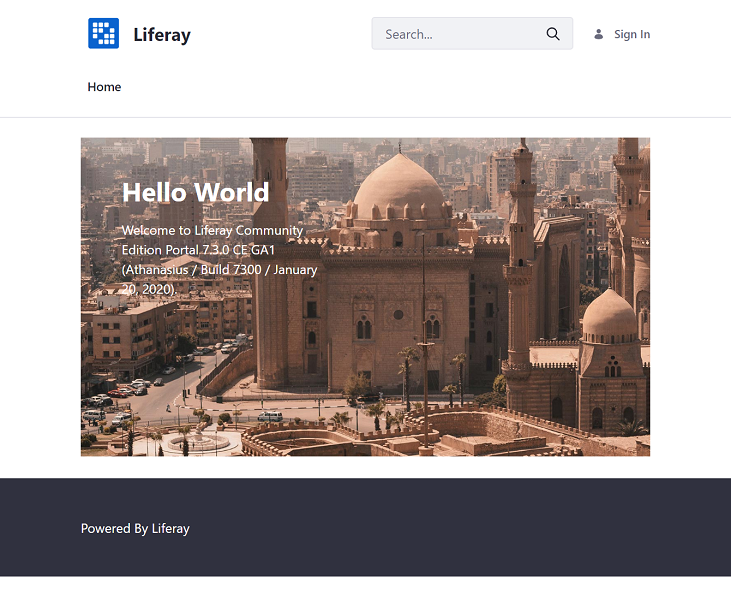 Liferay
Search...
Sign In
Home
Hello World
Welcome to Liferay Community
Edition Portal 7.3.0 CE GA1
(Athanasius / Build 7300 / January
20, 2020).
Powered By Liferay